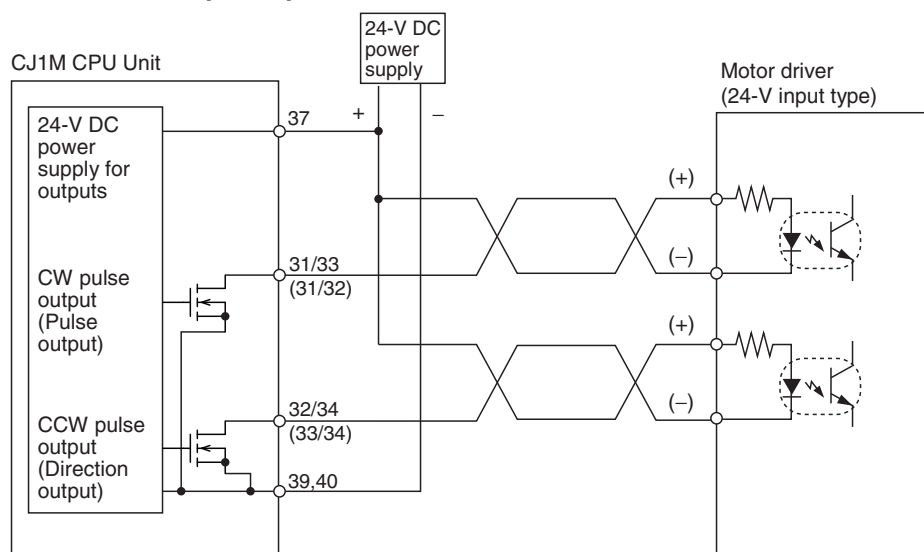 24-V DC
power
supply
CJ1M CPU Unit
Motor driver
(24-V input type)
24-V DC
power
supply for
outputs
37
+
−
(+)
(−)
CW pulse
output
(Pulse
output)
31/33
(31/32)
(+)
(−)
CCW pulse
output
(Direction
output)
32/34
(33/34)
39,40